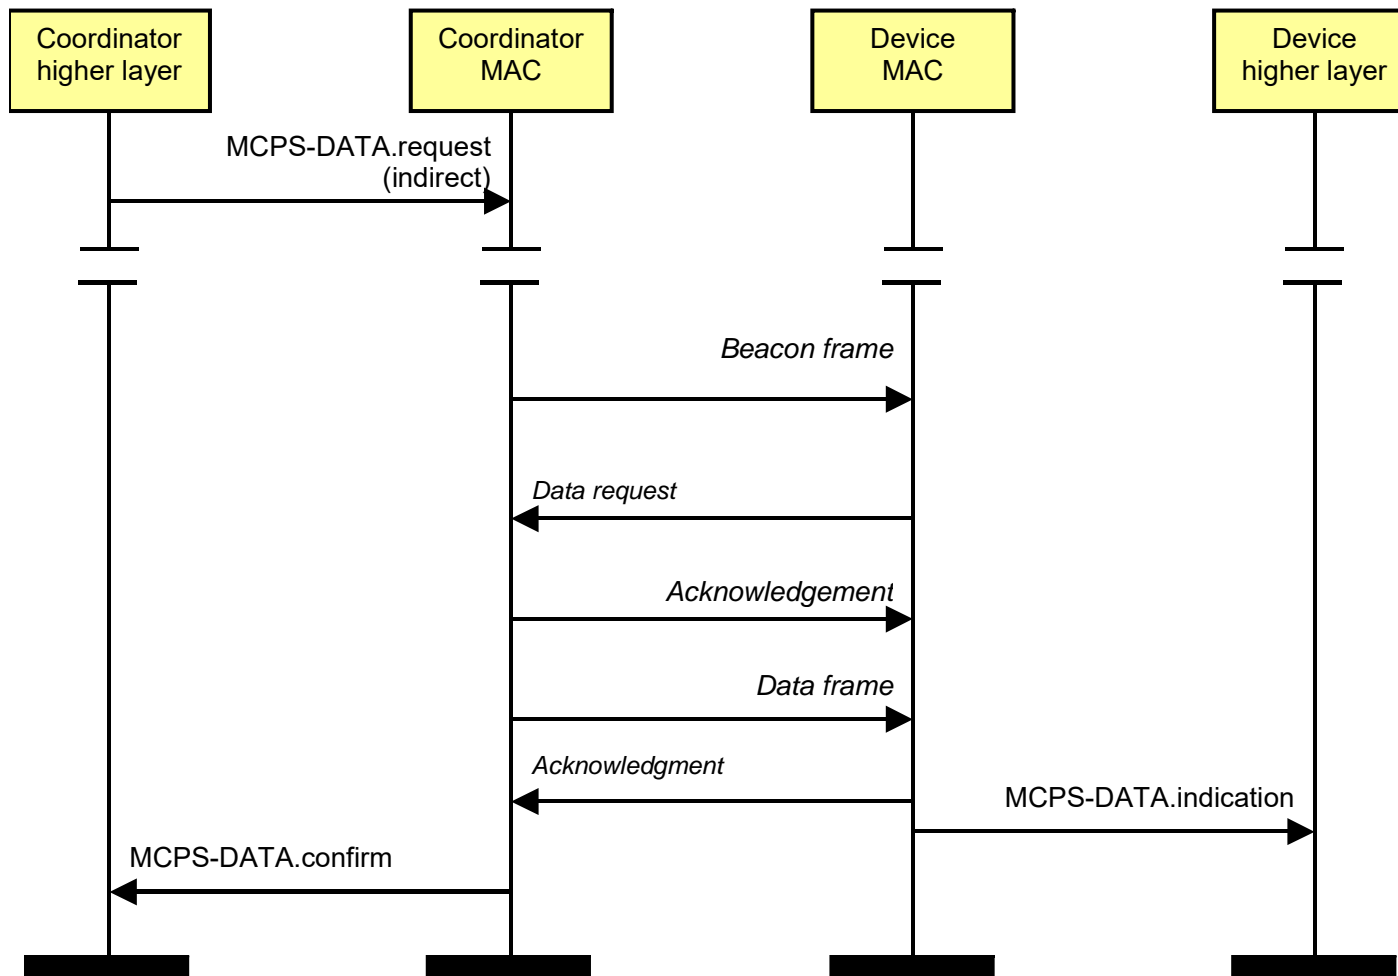 Coordinator
higher layer
Coordinator
MAC
Device
MAC
Device
higher layer
MCPS-DATA.request
(indirect)
Beacon frame
Data request
Acknowledgement
Data frame
Acknowledgment
MCPS-DATA.indication
MCPS-DATA.confirm